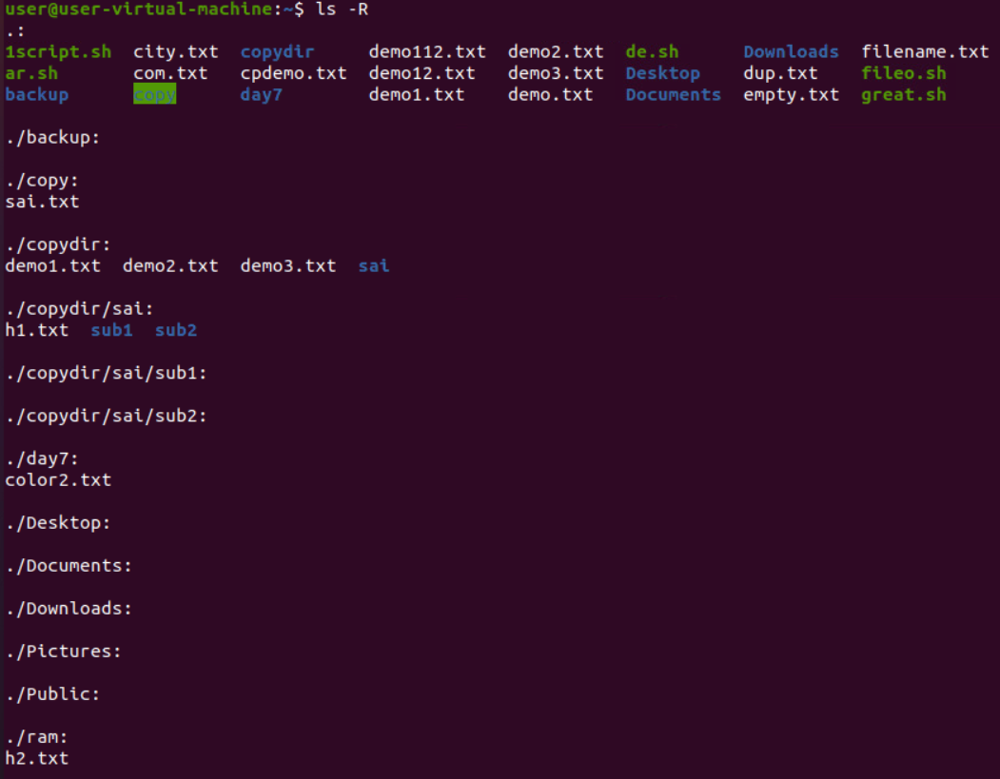 user@user-virtual-machine:~$ ls -R
.:
1script.sh city.txt copydir demo112.txt demo2.txt de.sh Downloads filename.txt
ar.sh com.txt cpdemo.txt demo12.txt demo3.txt Desktop dup.txt fileo.sh
backup copy day7 demo1.txt demo.txt Documents empty.txt great.sh
./backup:
./copy:
sai.txt
./copydir:
demo1.txt demo2.txt demo3.txt sai
./copydir/sai:
h1.txt sub1 sub2
./copydir/sai/sub1:
./copydir/sai/sub2:
./day7:
color2.txt
./Desktop:
./Documents:
./Downloads:
./Pictures:
./Public:
./ram:
h2.txt